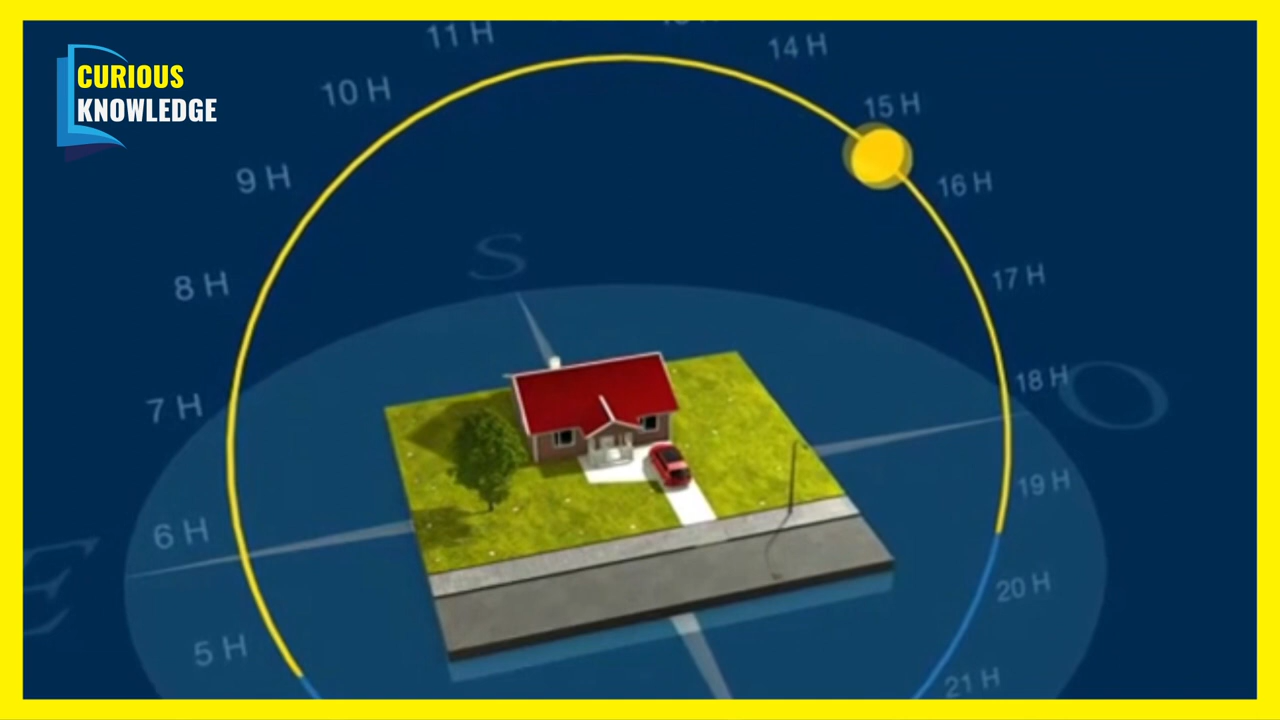 CURIOUS
KNOWLEDGE
11 H
14 H
10 H
15 H
9 H
16 H
S
8 H
17 H
7 H
18 H
O
6 H
19 H
E
5 H
20 H
21 H